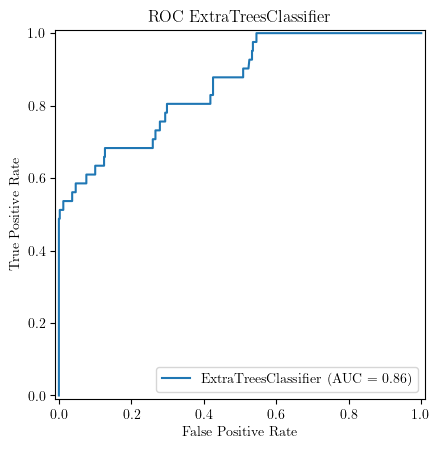 ROC ExtraTreesClassifier
1.0
0.8
0.6
0.4
0.2
0.0
True Positive Rate
ExtraTreesClassifier (AUC = 0.86)
0.0 0.2 0.4 0.6 0.8 1.0
False Positive Rate